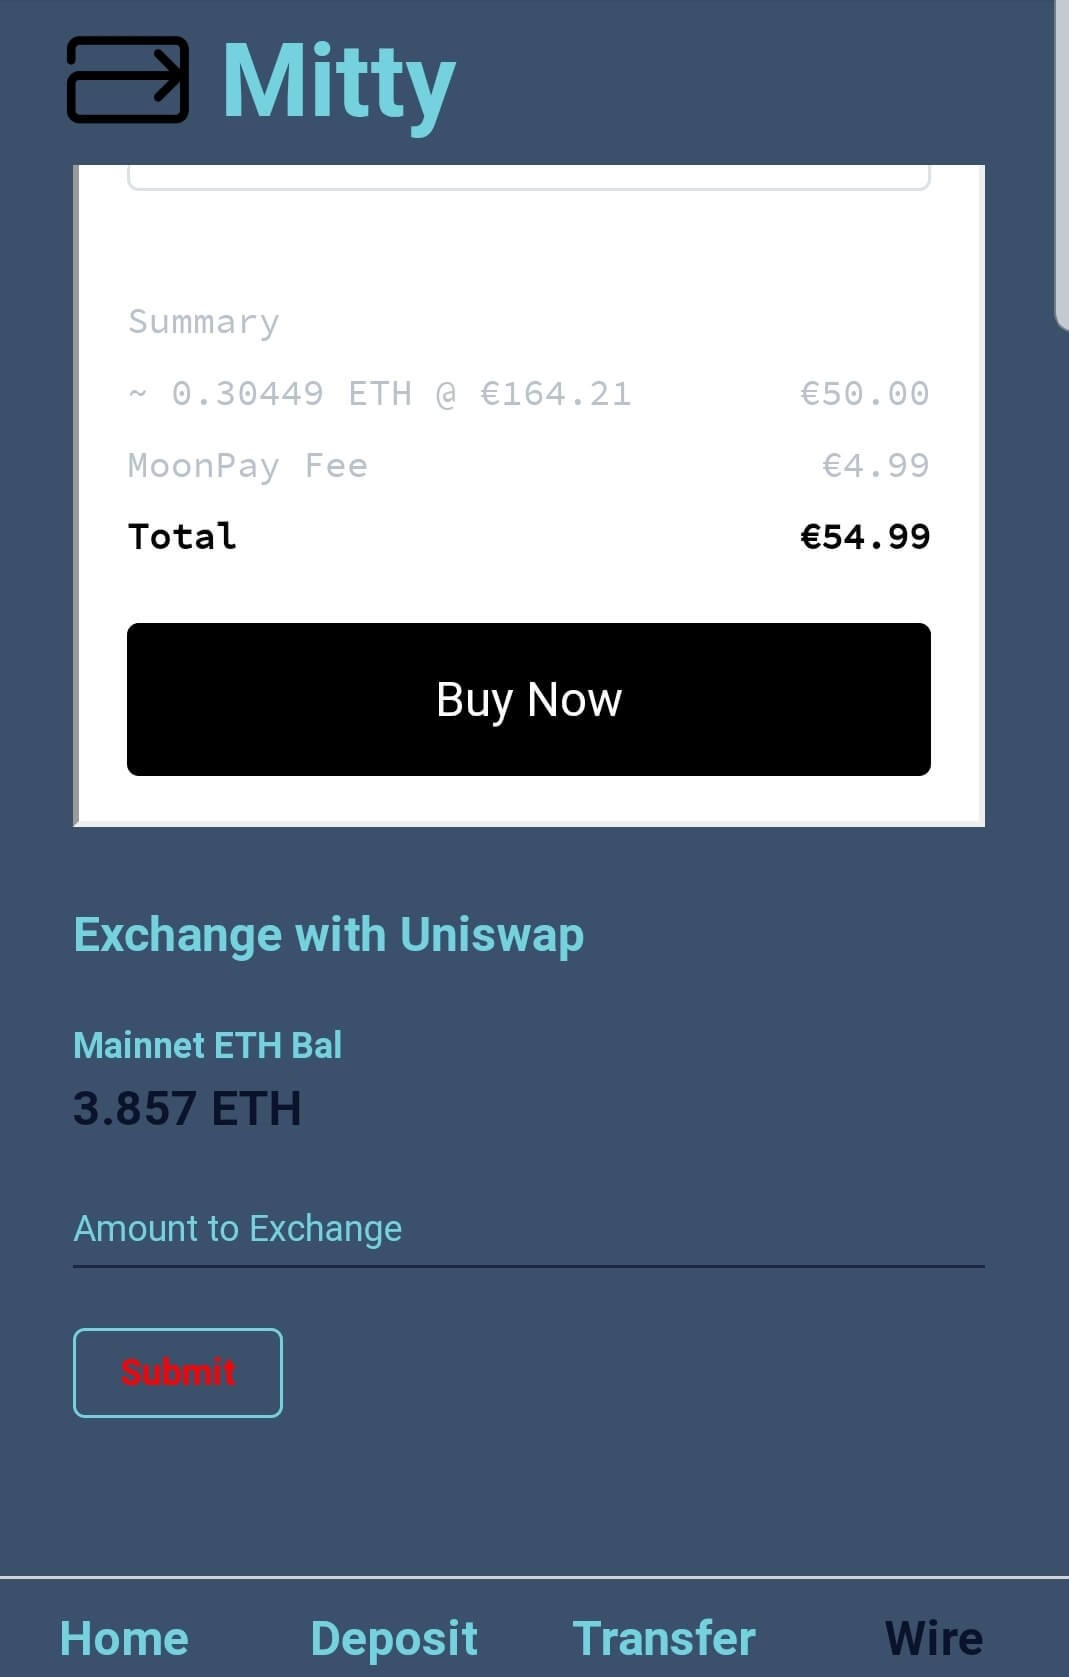 Mitty
Summary
~ 0.30449 ETH @ €164.21 €50.00
MoonPay Fee €4.99
Total €54.99
Buy Now
Exchange with Uniswap
Mainnet ETH Bal
3.857 ETH
Amount to Exchange
Submit
Home Deposit Transfer Wire